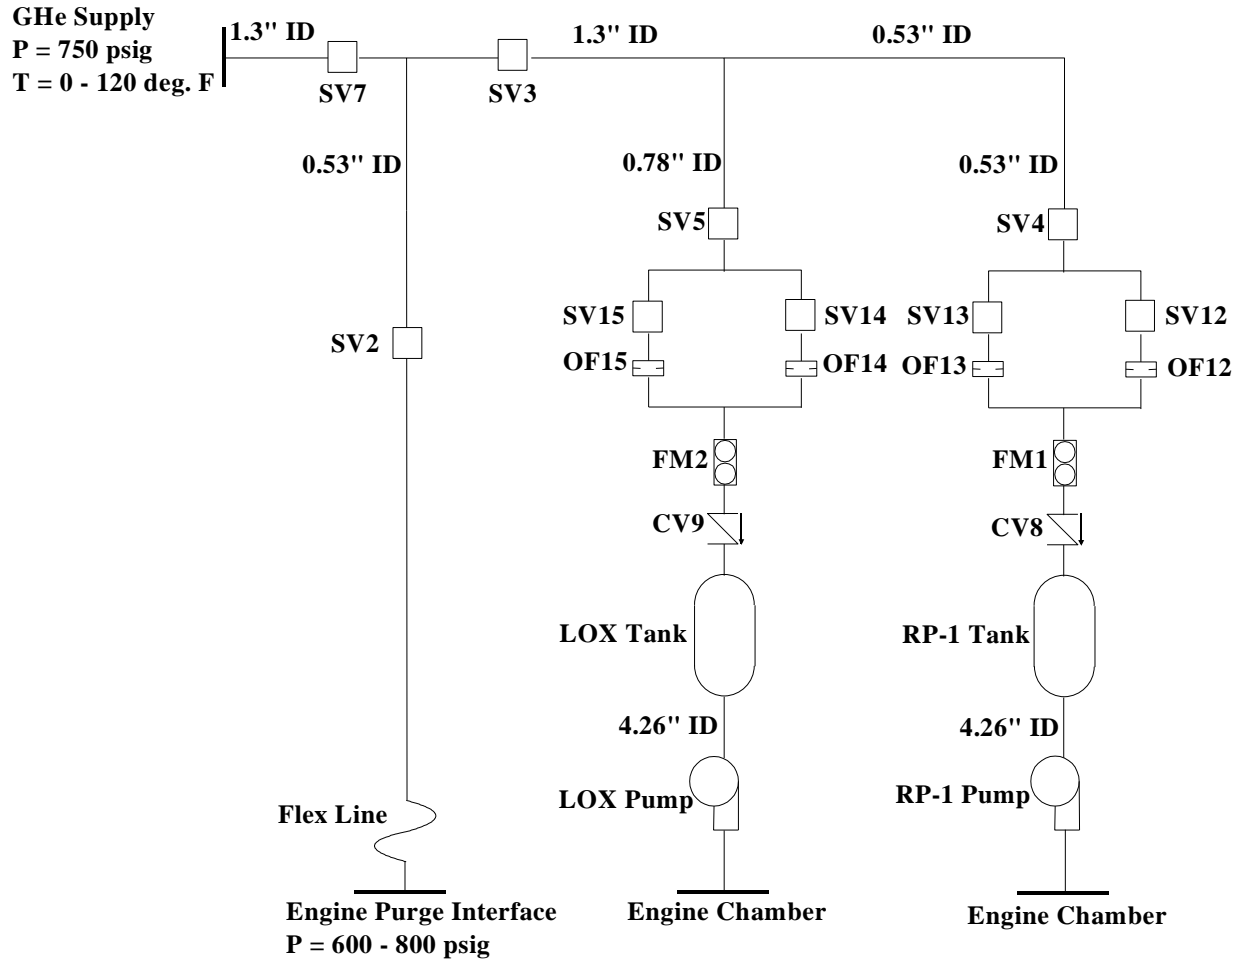 GHe Supply
P = 750 psig
T = 0 - 120 deg. F
1.3" ID
1.3" ID
0.53" ID
SV7
SV3
0.53" ID
0.78" ID
0.53" ID
SV5
SV4
SV15
SV14
SV13
SV12
SV2
OF15
OF14
OF13
OF12
FM2
FM1
CV9
CV8
LOX Tank
RP-1 Tank
4.26" ID
4.26" ID
LOX Pump
RP-1 Pump
Flex Line
Engine Purge Interface
P = 600 - 800 psig
Engine Chamber
Engine Chamber